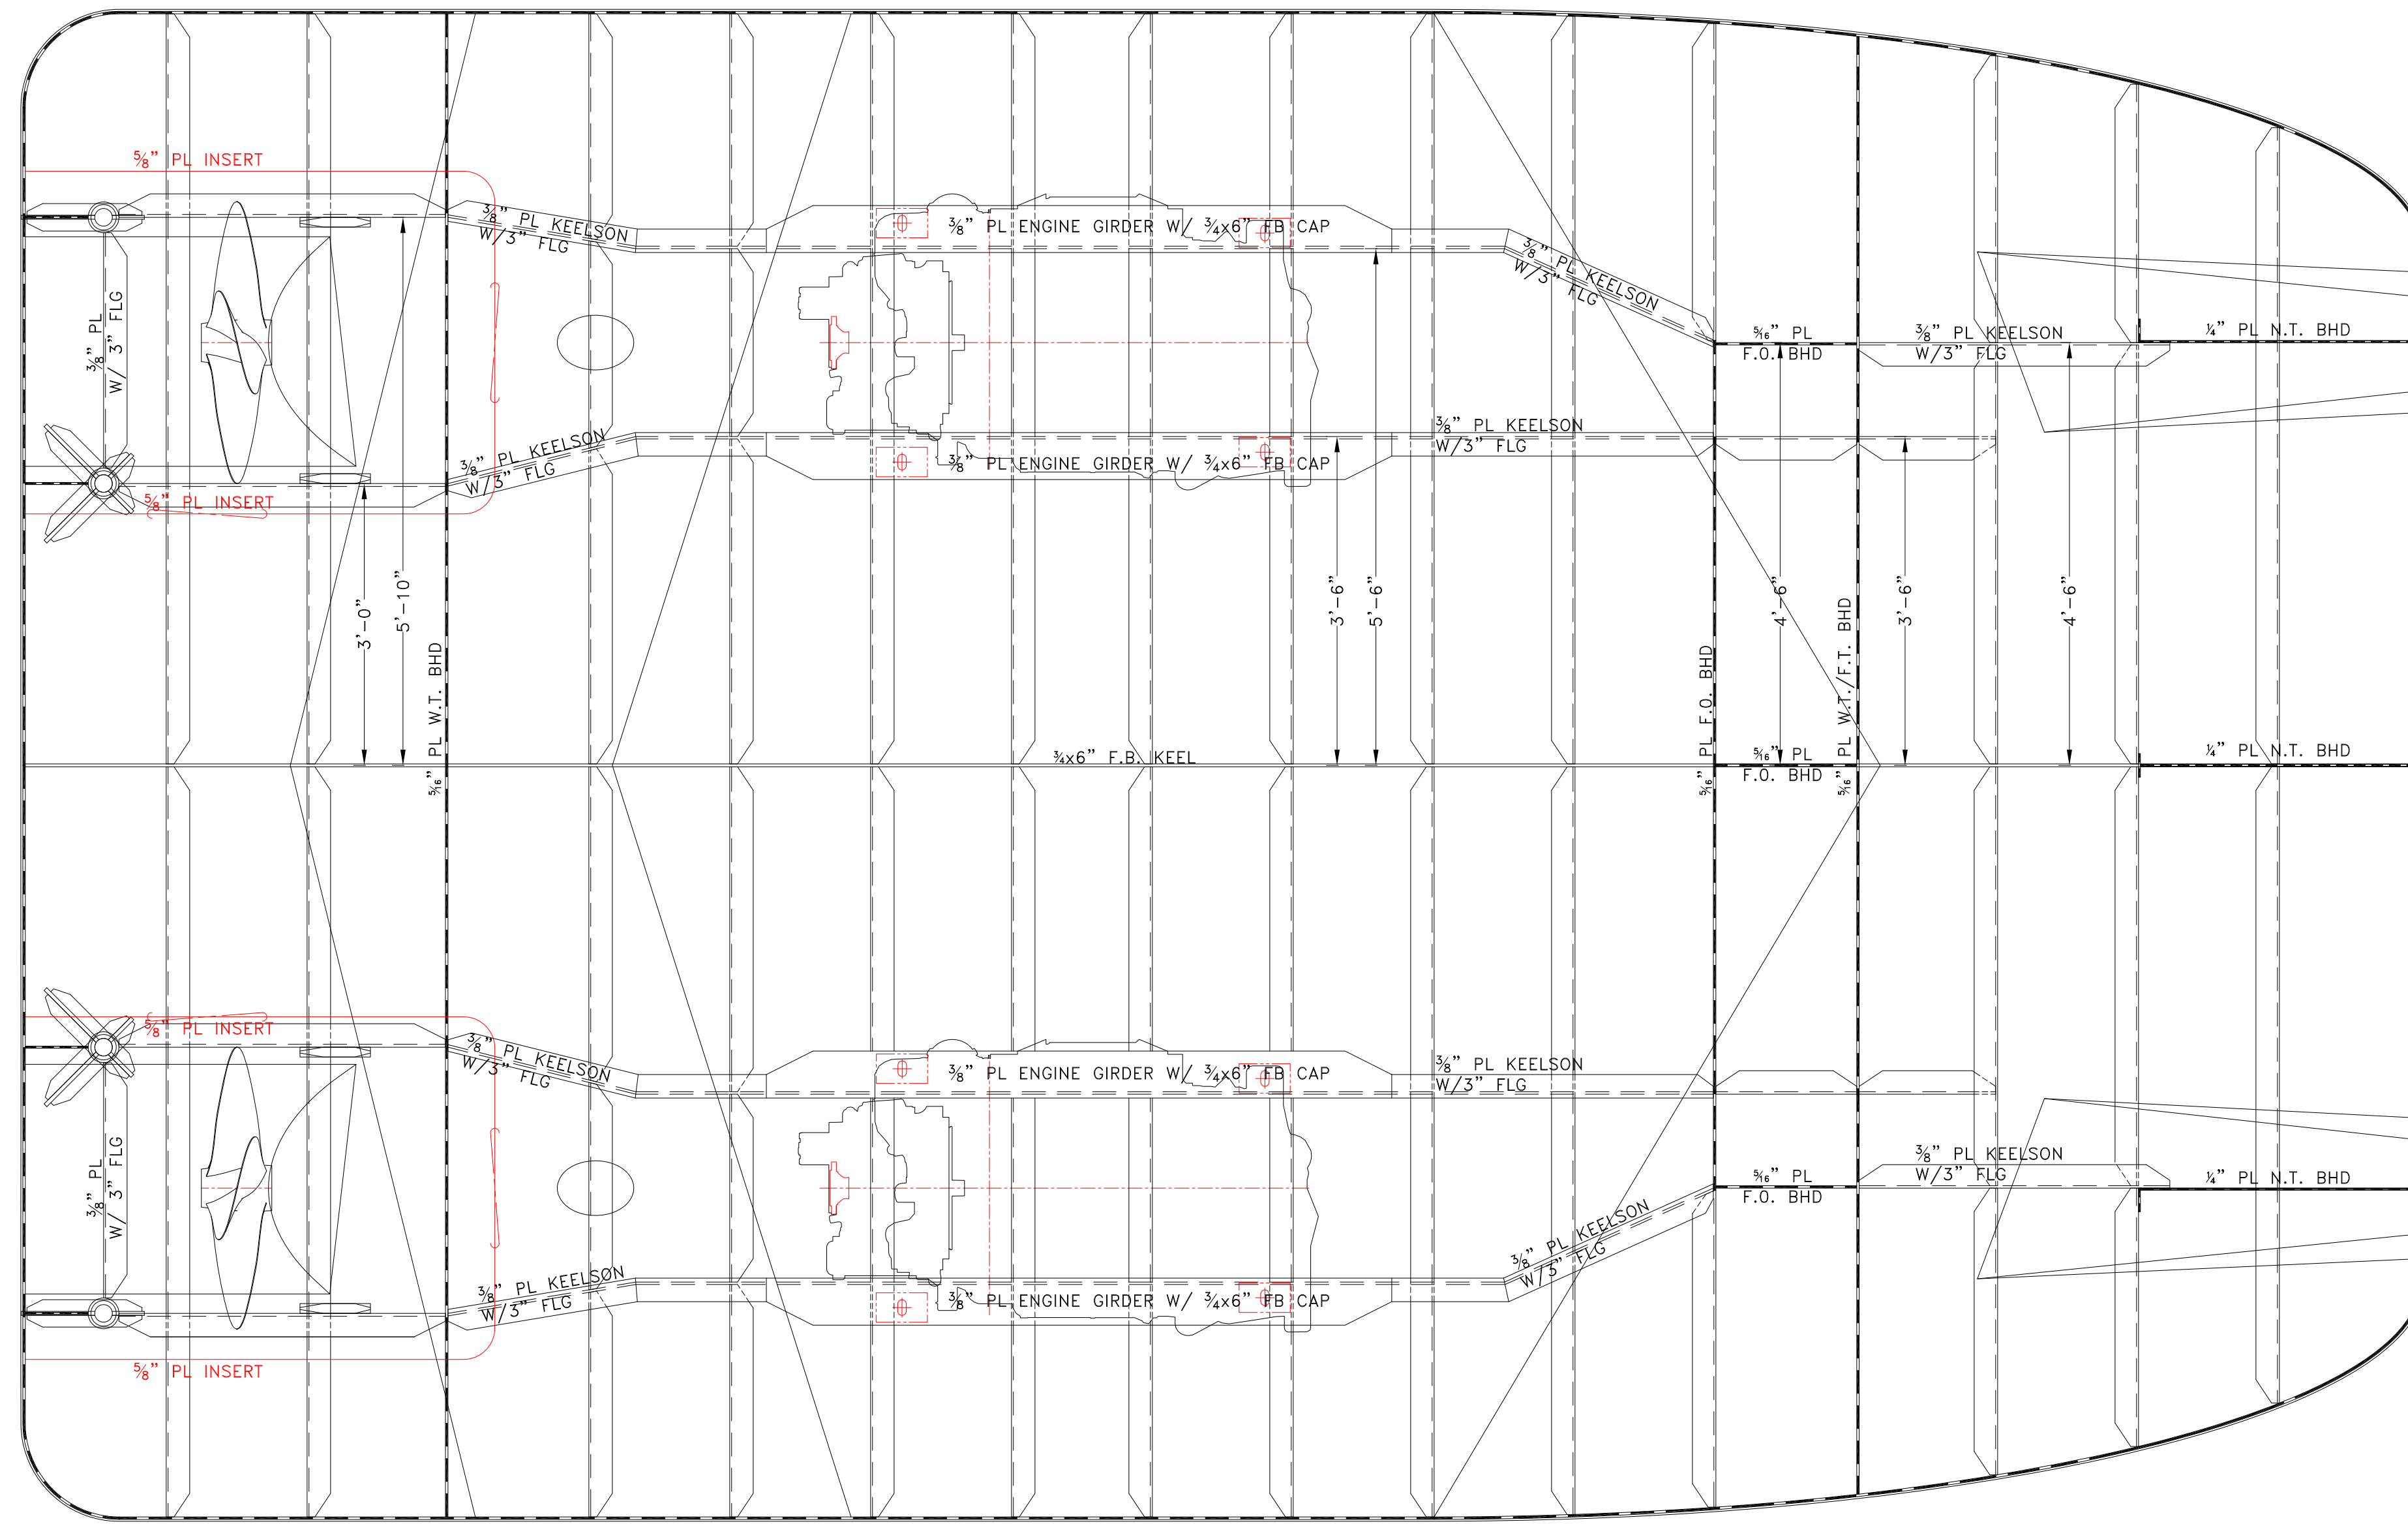 ⅝" PL INSERT
⅜" PL KEELSON
W/3" FLG
⅜" PL ENGINE GIRDER W/ ¾x6" FB CAP
⅜" PL KEELSON
W/3" FLG
⅜" PL
W/ 3" FLG
5/16" PL
F.O. BHD
⅜" PL KEELSON
W/3" FLG
¼" PL N.T. BHD
⅜" PL KEELSON
W/3" FLG
⅜" PL ENGINE GIRDER W/ ¾x6" FB CAP
⅜" PL KEELSON
W/3" FLG
⅝" PL INSERT
3'-0"
5'-10"
3'-6"
5'-6"
4'-6"
3'-6"
4'-6"
5/16" PL W.T. BHD
5/16" PL F.O. BHD
5/16" PL W.T./F.T. BHD
¾x6" F.B. KEEL
5/16" PL
F.O. BHD
¼" PL N.T. BHD
⅝" PL INSERT
⅜" PL KEELSON
W/3" FLG
⅜" PL ENGINE GIRDER W/ ¾x6" FB CAP
⅜" PL KEELSON
W/3" FLG
⅜" PL
W/ 3" FLG
5/16" PL
F.O. BHD
⅜" PL KEELSON
W/3" FLG
¼" PL N.T. BHD
⅜" PL KEELSON
W/3" FLG
⅜" PL ENGINE GIRDER W/ ¾x6" FB CAP
⅜" PL KEELSON
W/3" FLG
⅝" PL INSERT